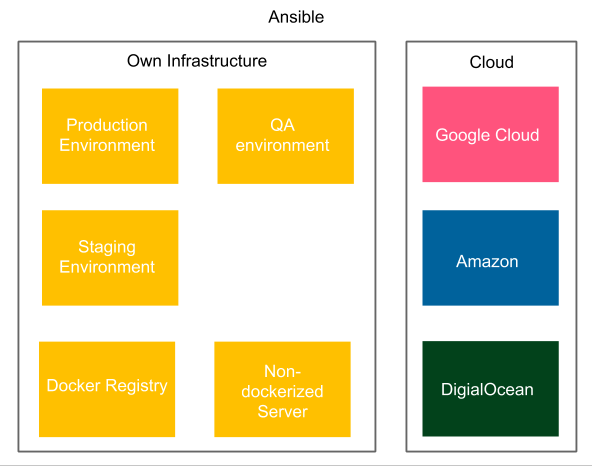 Ansible
Own Infrastructure
Production
Environment
QA
environment
Staging
Environment
Docker Registry
Non-
dockerized
Server
Cloud
Google Cloud
Amazon
DigialOcean